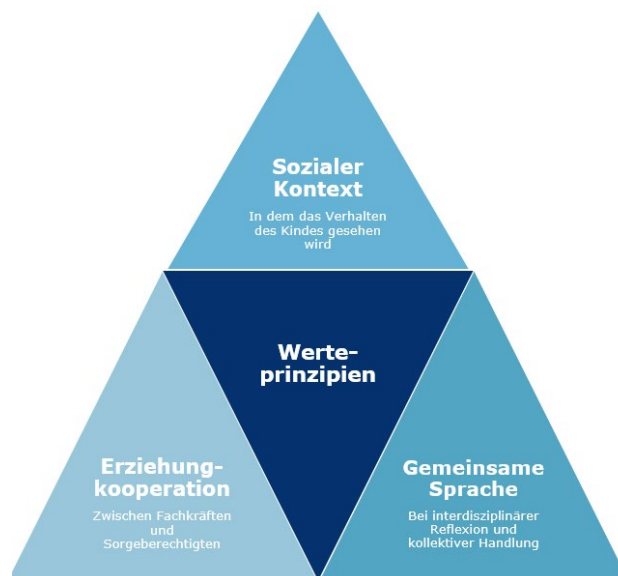 Sozialer
Kontext
In dem das Verhalten
des Kindes gesehen
wird
Werte-
prinzipien
Erziehung-
kooperation
Zwischen Fachkräften
und
Sorgeberechtigten
Gemeinsame
Sprache
Bei interdisziplinärer
Reflexion und
kollektiver Handlung